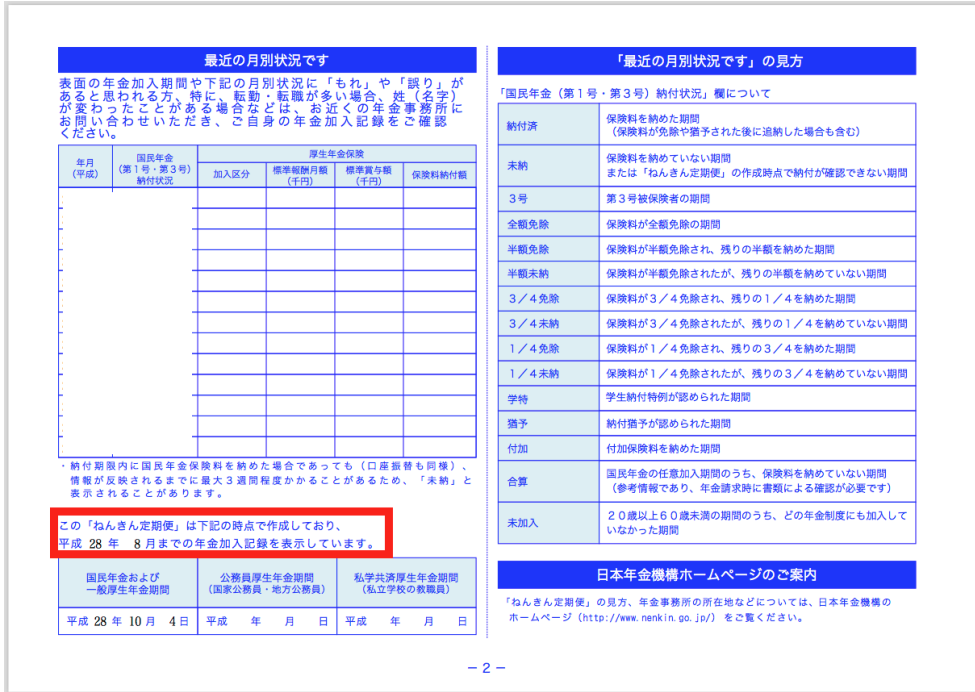 最近の月別状況です
表面の年金加入期間や下記の月別状況に「もれ」や「誤り」が
あると思われる方、特に、転勤・転職が多い場合、姓（名字）
が変わったことがある場合などは、お近くの年金事務所に
お問い合わせいただき、ご自身の年金加入記録をご確認
ください。
年月
（平成）
国民年金
（第１号・第３号）
納付状況
厚生年金保険
加入区分
標準報酬月額
（千円）
標準賞与額
（千円）
保険料納付額
・納付期限内に国民年金保険料を納めた場合であっても（口座振替も同様）、
情報が反映されるまでに最大３週間程度かかることがあるため、「未納」と
表示されることがあります。
この「ねんきん定期便」は下記の時点で作成しており、
平成 28 年 8 月までの年金加入記録を表示しています。
国民年金および
一般厚生年金期間
公務員厚生年金期間
（国家公務員・地方公務員）
私学共済厚生年金期間
（私立学校の教職員）
平成 28 年 10 月 4 日
平成 年 月 日
平成 年 月 日
「最近の月別状況です」の見方
「国民年金（第１号・第３号）納付状況」欄について
納付済 保険料を納めた期間
（保険料が免除や猶予された後に追納した場合も含む）
未納 保険料を納めていない期間
または「ねんきん定期便」の作成時点で納付が確認できない期間
３号 第３号被保険者の期間
全額免除 保険料が全額免除の期間
半額免除 保険料が半額免除され、残りの半額を納めた期間
半額未納 保険料が半額免除されたが、残りの半額を納めていない期間
３／４免除 保険料が３／４免除され、残りの１／４を納めた期間
３／４未納 保険料が３／４免除されたが、残りの１／４を納めていない期間
１／４免除 保険料が１／４免除され、残りの３／４を納めた期間
１／４未納 保険料が１／４免除されたが、残りの３／４を納めていない期間
学特 学生納付特例が認められた期間
猶予 納付猶予が認められた期間
付加 付加保険料を納めた期間
合算 国民年金の任意加入期間のうち、保険料を納めていない期間
（参考情報であり、年金請求時に書類による確認が必要です）
未加入 ２０歳以上６０歳未満の期間のうち、どの年金制度にも加入して
いなかった期間
日本年金機構ホームページのご案内
「ねんきん定期便」の見方、年金事務所の所在地などについては、日本年金機構の
ホームページ（http://www.nenkin.go.jp/）をご覧ください。
－２－